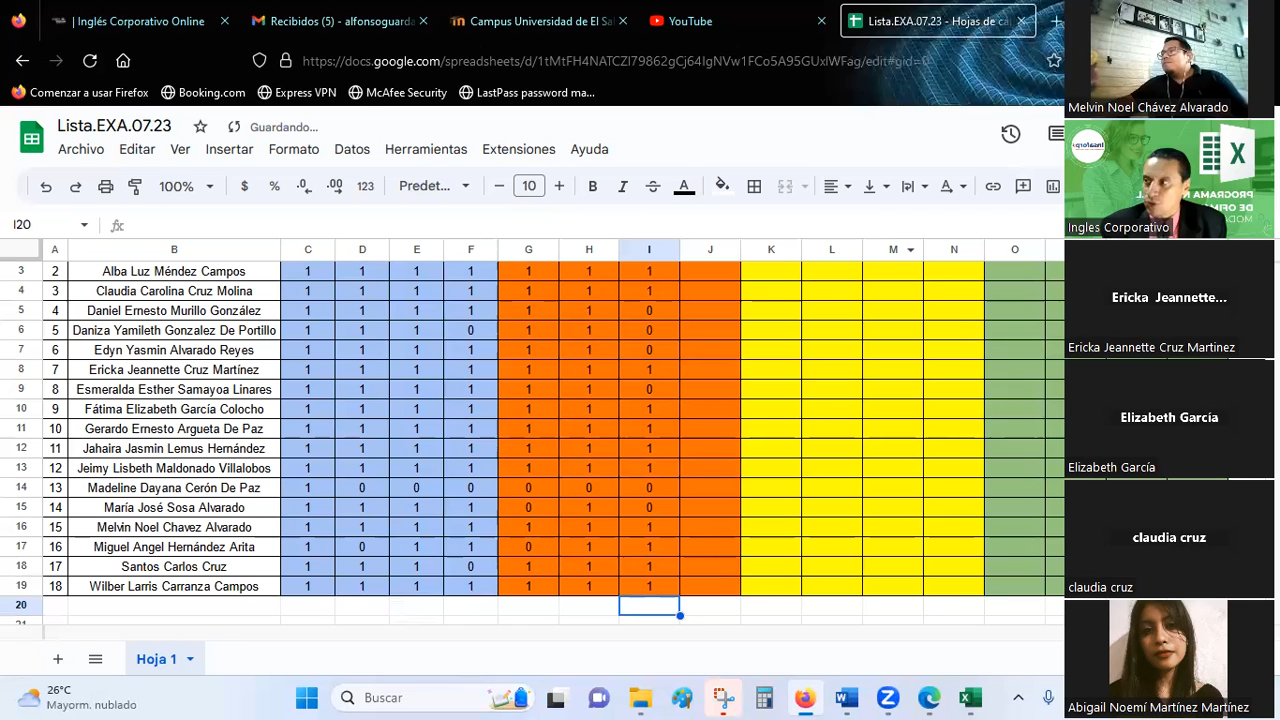 | Inglés Corporativo Online
Recibidos (5) - alfonsoguarda
Campus Universidad de El Sal
YouTube
Lista.EXA.07.23 - Hojas de cál
https://docs.google.com/spreadsheets/d/1tMtFH4NATCZl79862gCj64IgNVw1FCo5A95GUxlWFag/edit#gid=0
Comenzar a usar Firefox
Booking.com
Express VPN
McAfee Security
LastPass password ma...
Lista.EXA.07.23
Guardando...
Archivo Editar Ver Insertar Formato Datos Herramientas Extensiones Ayuda
100% $ % .0 .00 123 Predet... − 10 + B I A
I20 fx
A B C D E F G H I J K L M N O
3 2 Alba Luz Méndez Campos 1 1 1 1 1 1 1
4 3 Claudia Carolina Cruz Molina 1 1 1 1 1 1 1
5 4 Daniel Ernesto Murillo González 1 1 1 1 1 1 0
6 5 Daniza Yamileth Gonzalez De Portillo 1 1 1 0 1 1 0
7 6 Edyn Yasmin Alvarado Reyes 1 1 1 1 1 1 0
8 7 Ericka Jeannette Cruz Martínez 1 1 1 1 1 1 1
9 8 Esmeralda Esther Samayoa Linares 1 1 1 1 1 1 0
10 9 Fátima Elizabeth García Colocho 1 1 1 1 1 1 1
11 10 Gerardo Ernesto Argueta De Paz 1 1 1 1 1 1 1
12 11 Jahaira Jasmin Lemus Hernández 1 1 1 1 1 1 1
13 12 Jeimy Lisbeth Maldonado Villalobos 1 1 1 1 1 1 1
14 13 Madeline Dayana Cerón De Paz 1 0 0 0 0 0 0
15 14 María José Sosa Alvarado 1 1 1 1 0 1 0
16 15 Melvin Noel Chavez Alvarado 1 1 1 1 1 1 1
17 16 Miguel Angel Hernández Arita 1 0 1 1 0 1 1
18 17 Santos Carlos Cruz 1 1 1 0 1 1 1
19 18 Wilber Larris Carranza Campos 1 1 1 1 1 1 1
20
Hoja 1
26°C
Mayorm. nublado
Buscar
Melvin Noel Chávez Alvarado
PROGRAMA
DE OFIM
MODA
Ingles Corporativo
Ericka Jeannette...
Ericka Jeannette Cruz Martinez
Elizabeth García
Elizabeth García
claudia cruz
claudia cruz
Abigail Noemí Martínez Martínez